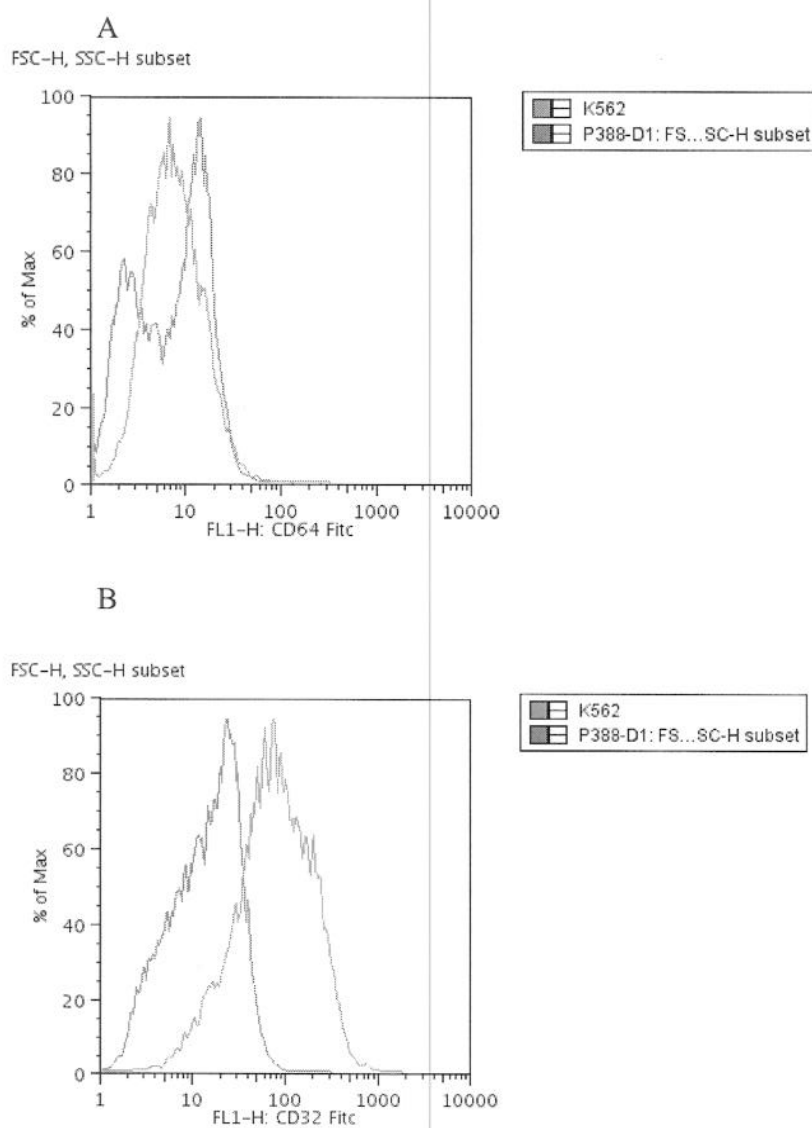 A
FSC-H, SSC-H subset
100
80
60
40
20
0
% of Max
1
10
100
1000
10000
FL1-H: CD64 Fitc
K562
P388-D1: FS...SC-H subset
B
FSC-H, SSC-H subset
100
80
60
40
20
0
% of Max
1
10
100
1000
10000
FL1-H: CD32 Fitc
K562
P388-D1: FS...SC-H subset